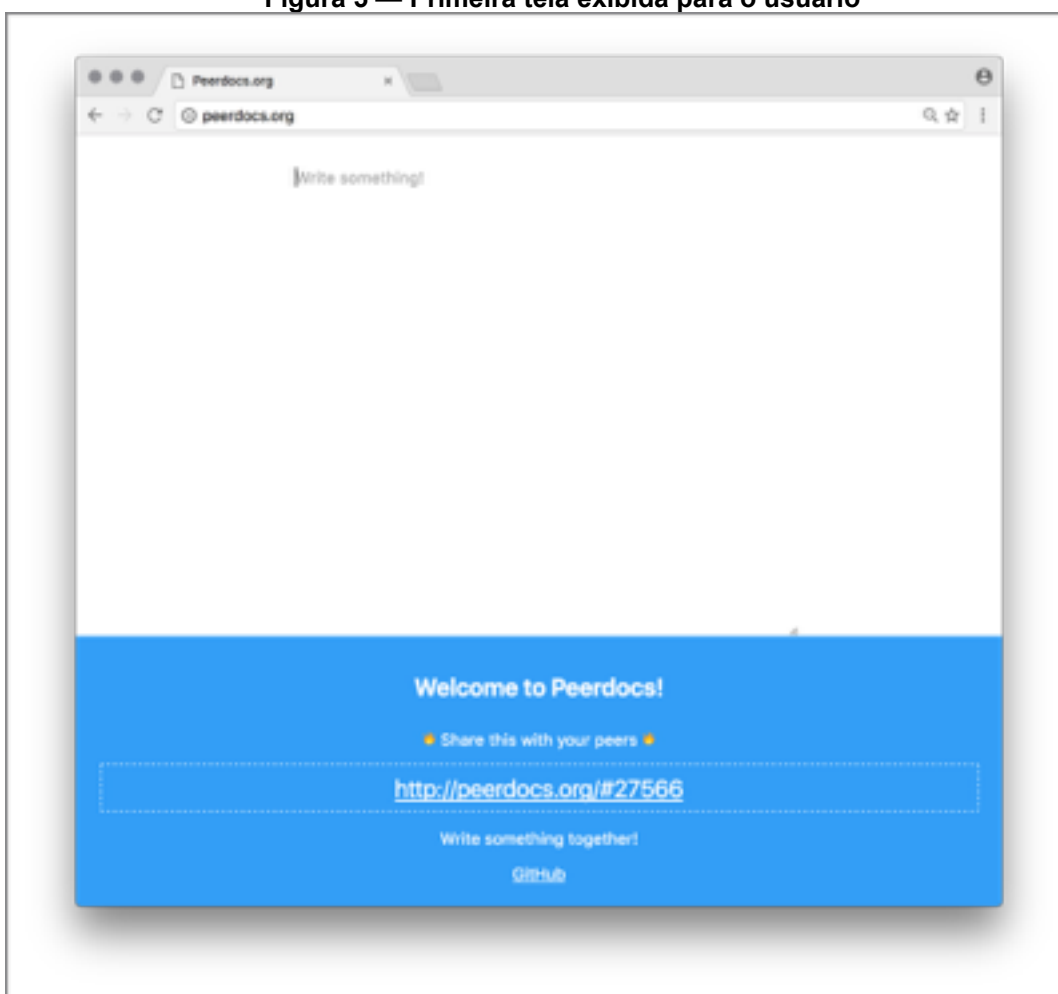 Figura 5 — Primeira tela exibida para o usuário
Peerdocs.org
peerdocs.org
Write something!
Welcome to Peerdocs!
Share this with your peers
http://peerdocs.org/#27566
Write something together!
GitHub